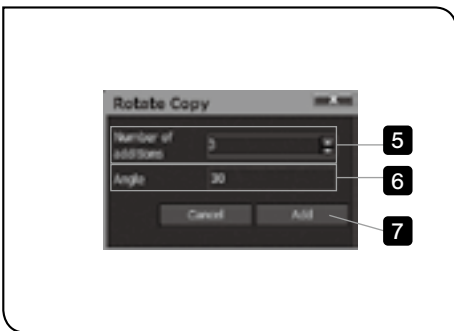 Rotate Copy
Number of
additions
3
5
Angle
30
6
Cancel
Add
7